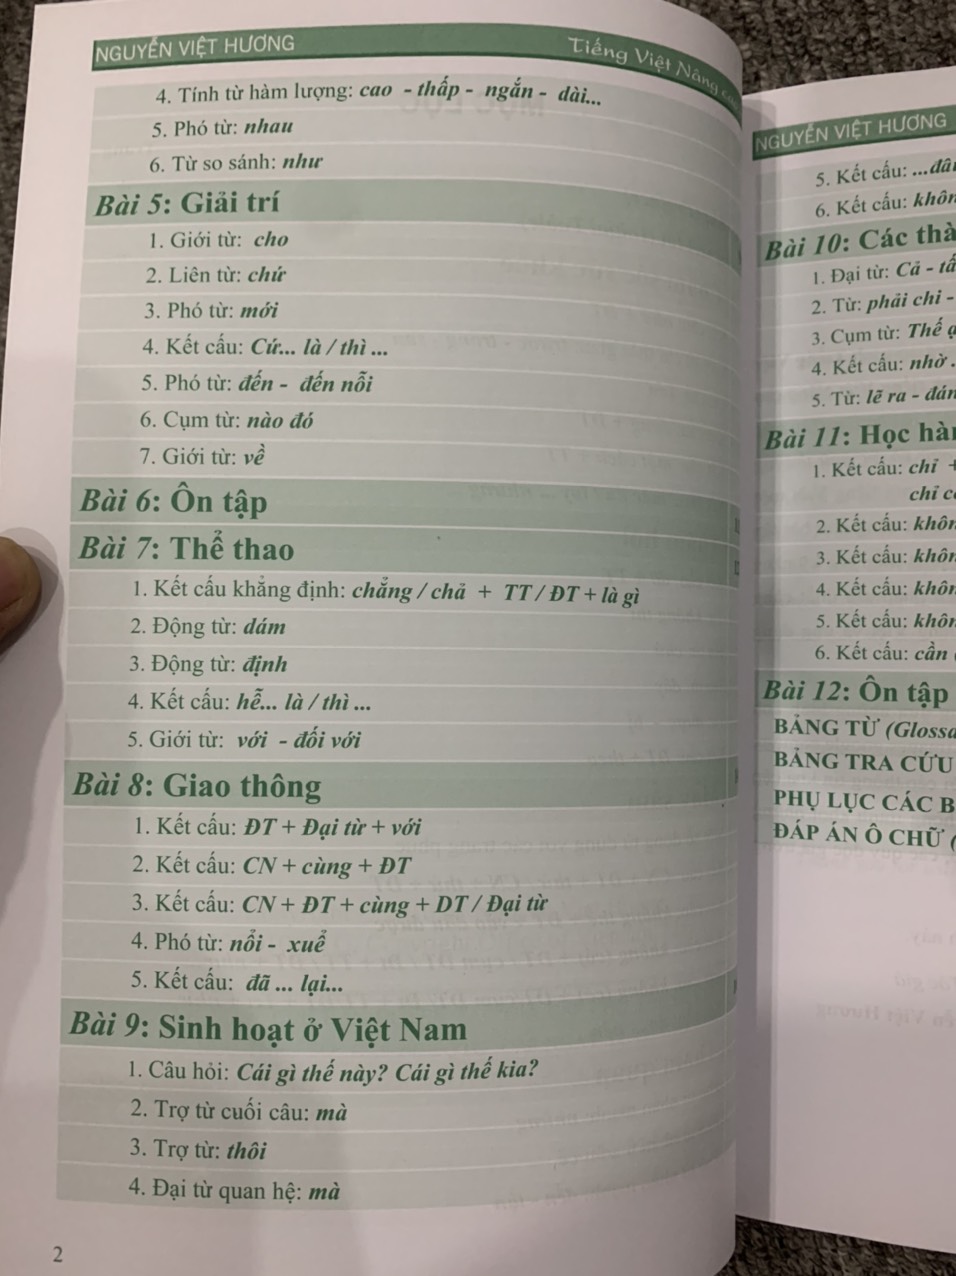 NGUYỄN VIỆT HƯƠNG
Tiếng Việt Nâng
4. Tính từ hàm lượng: cao - thấp - ngắn - dài...
5. Phó từ: nhau
6. Từ so sánh: như
Bài 5: Giải trí
1. Giới từ: cho
2. Liên từ: chứ
3. Phó từ: mới
4. Kết cấu: Cứ... là / thì ...
5. Phó từ: đến - đến nỗi
6. Cụm từ: nào đó
7. Giới từ: về
Bài 6: Ôn tập
Bài 7: Thể thao
1. Kết cấu khẳng định: chẳng / chả + TT / ĐT + là gì
2. Động từ: dám
3. Động từ: định
4. Kết cấu: hễ... là / thì ...
5. Giới từ: với - đối với
Bài 8: Giao thông
1. Kết cấu: ĐT + Đại từ + với
2. Kết cấu: CN + cùng + ĐT
3. Kết cấu: CN + ĐT + cùng + DT / Đại từ
4. Phó từ: nổi - xuể
5. Kết cấu: đã ... lại...
Bài 9: Sinh hoạt ở Việt Nam
1. Câu hỏi: Cái gì thế này? Cái gì thế kia?
2. Trợ từ cuối câu: mà
3. Trợ từ: thôi
4. Đại từ quan hệ: mà
2
NGUYỄN VIỆT HƯƠNG
5. Kết cấu: ...
6. Kết cấu:
Bài 10: Các
1. Đại từ: Cả -
2. Từ: phải chi -
3. Cụm từ: Thế
4. Kết cấu: nhờ
5. Từ: lẽ ra -
Bài 11: Học
1. Kết cấu: chỉ +
chỉ
2. Kết cấu:
3. Kết cấu:
4. Kết cấu:
5. Kết cấu:
6. Kết cấu: cần
Bài 12: Ôn tập
BẢNG TỪ
BẢNG TRA CỨU
PHỤ LỤC CÁC
ĐÁP ÁN Ô CHỮ (